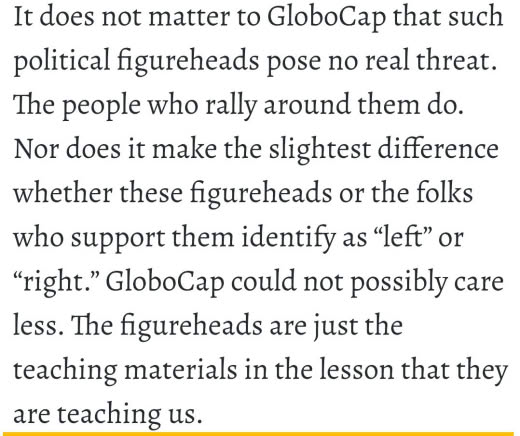 It does not matter to GloboCap that such
political figureheads pose no real threat.
The people who rally around them do.
Nor does it make the slightest difference
whether these figureheads or the folks
who support them identify as “left” or
“right.” GloboCap could not possibly care
less. The figureheads are just the
teaching materials in the lesson that they
are teaching us.